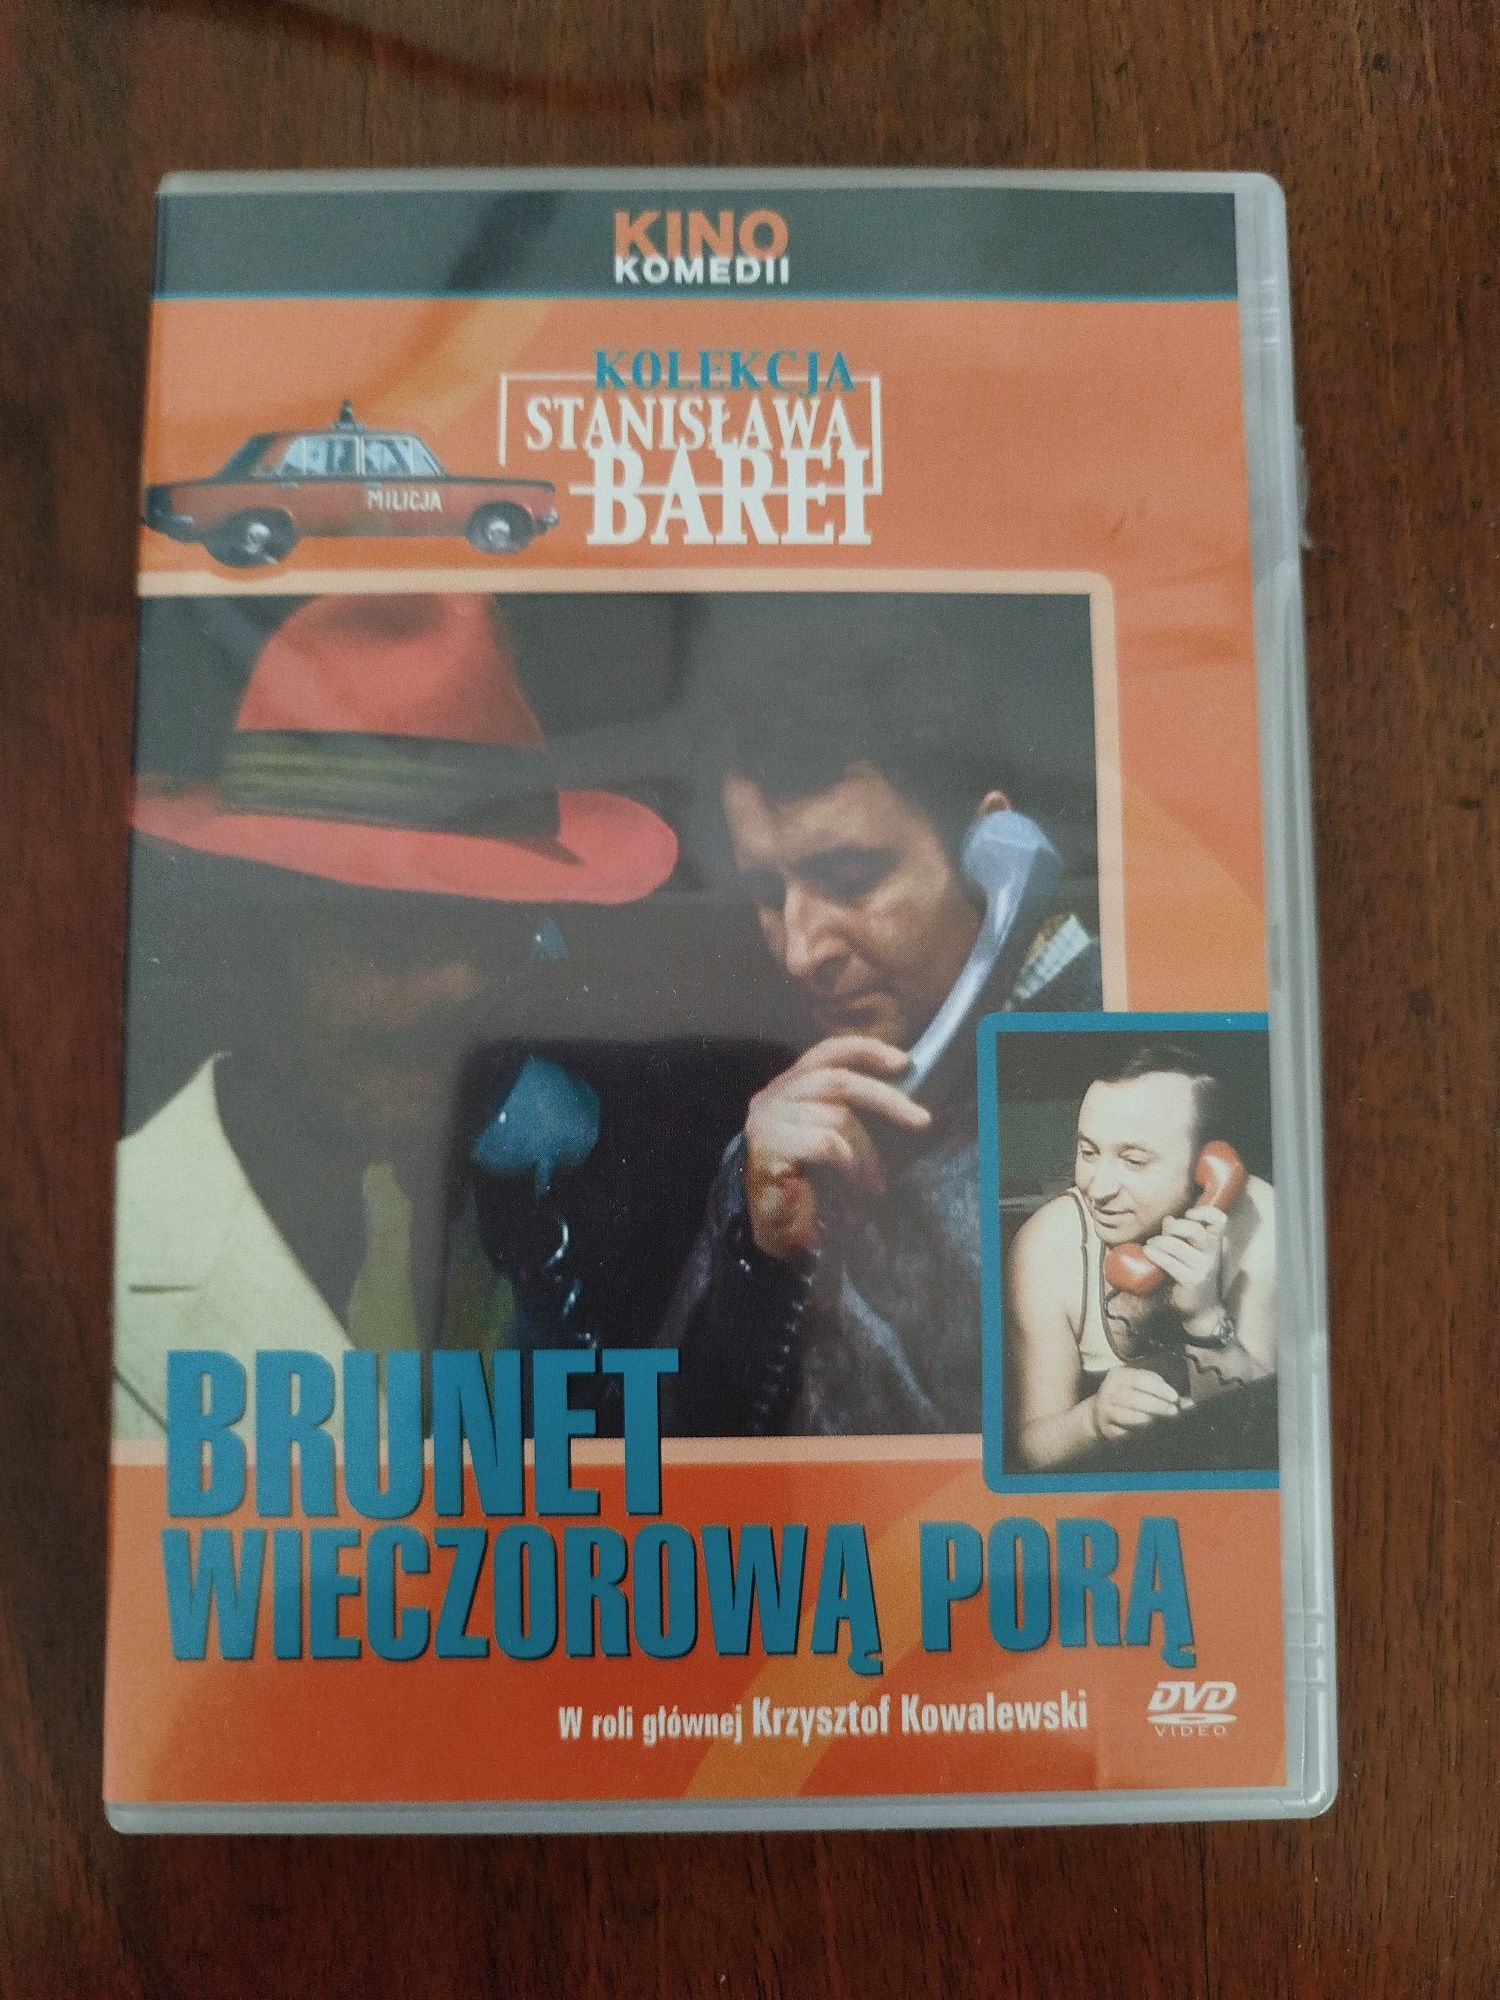 KINO
KOMEDII
KOLEKCJA
STANISŁAWA
BAREI
MILICJA
BRUNET
WIECZOROWĄ PORĄ
W roli głównej Krzysztof Kowalewski
DVD
VIDEO